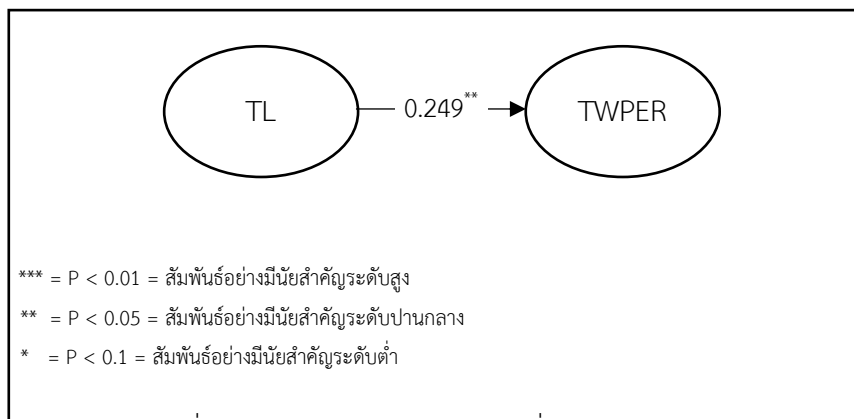 TL
0.249**
TWPER
*** = P < 0.01 = สัมพันธ์อย่างมีนัยสำคัญระดับสูง
** = P < 0.05 = สัมพันธ์อย่างมีนัยสำคัญระดับปานกลาง
* = P < 0.1 = สัมพันธ์อย่างมีนัยสำคัญระดับต่ำ